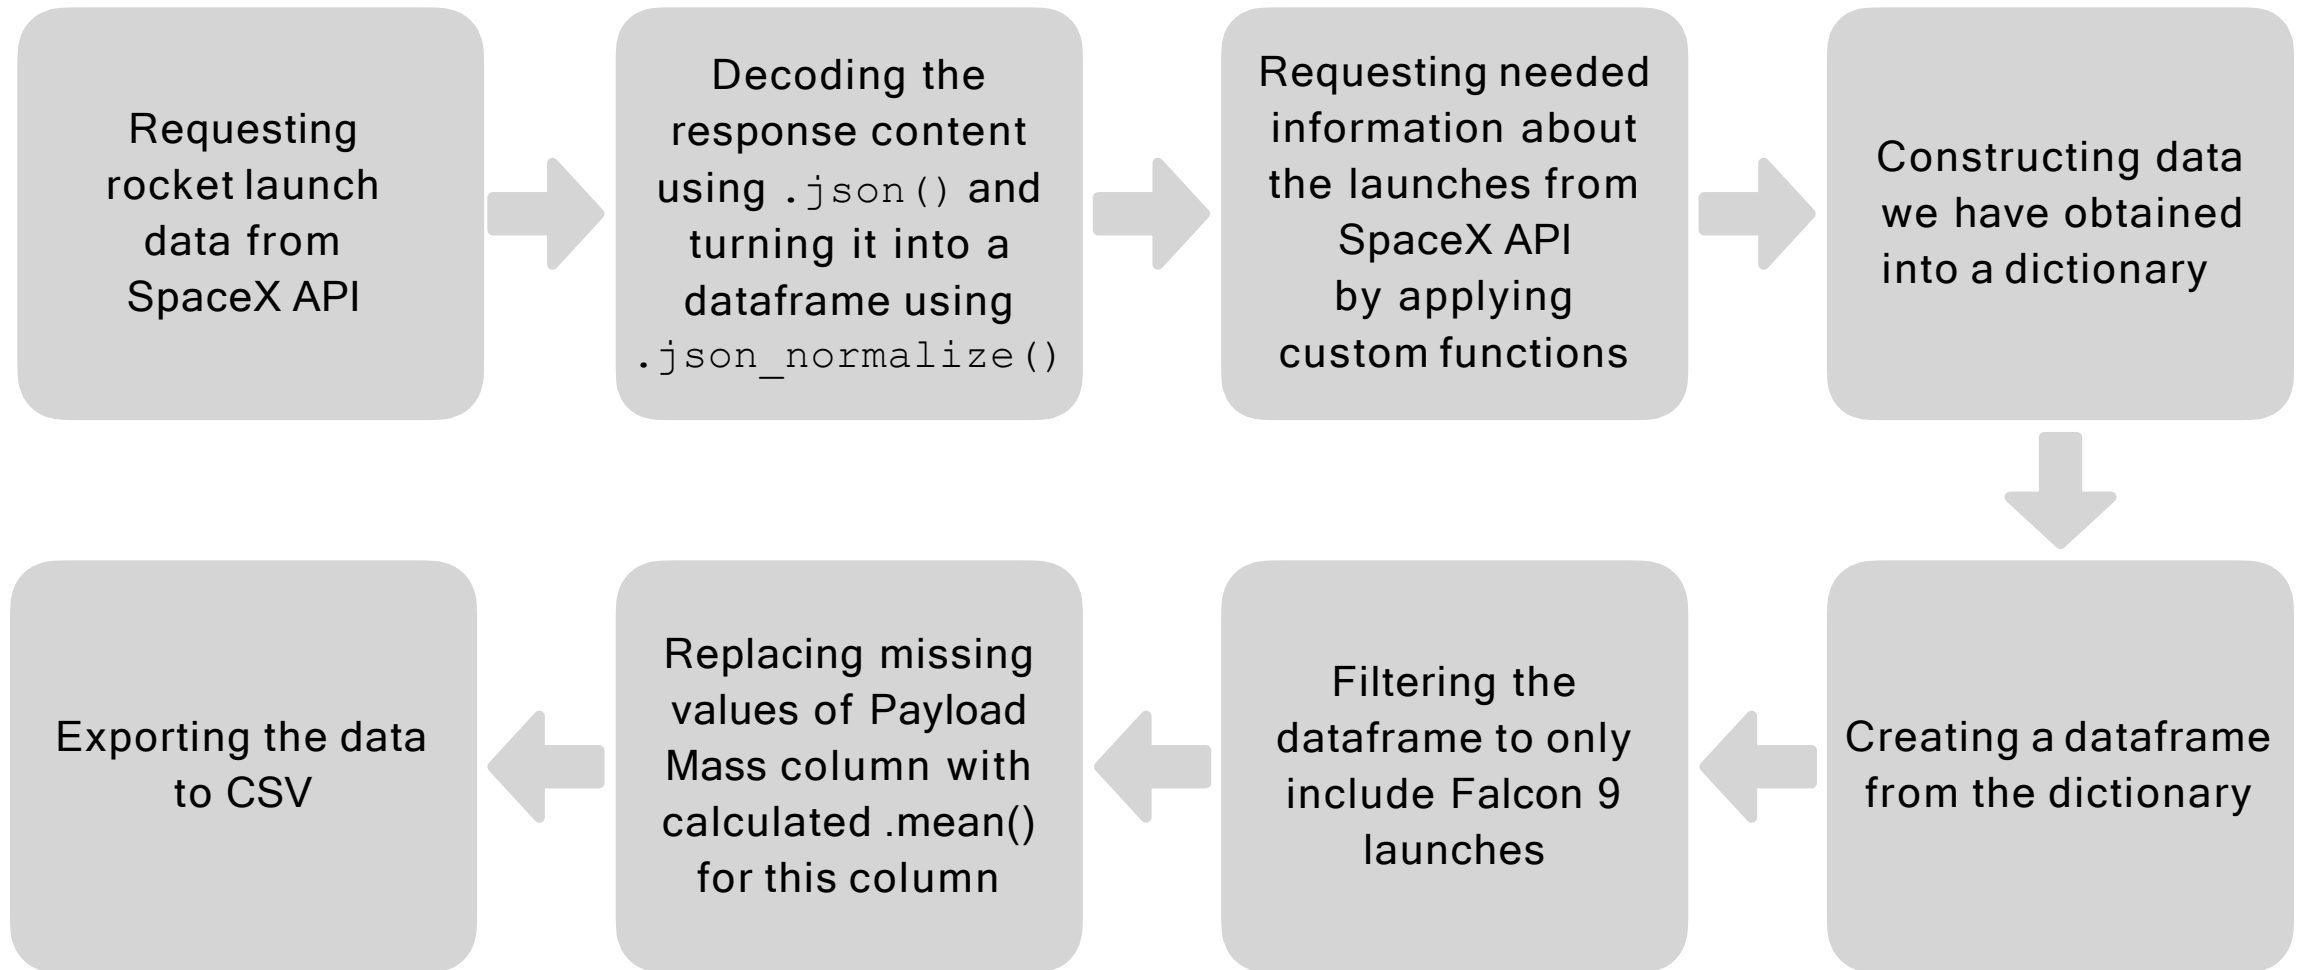 Requesting
rocket launch
data from
SpaceX API
Decoding the
response content
using .json() and
turning it into a
dataframe using
.json_normalize()
Requesting needed
information about
the launches from
SpaceX API
by applying
custom functions
Constructing data
we have obtained
into a dictionary
Creating a dataframe
from the dictionary
Filtering the
dataframe to only
include Falcon 9
launches
Replacing missing
values of Payload
Mass column with
calculated .mean()
for this column
Exporting the data
to CSV